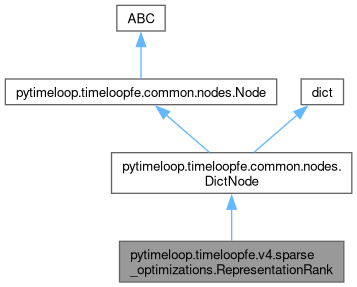 ABC
pytimeloop.timeloopfe.common.nodes.Node
dict
pytimeloop.timeloopfe.common.nodes.
DictNode
pytimeloop.timeloopfe.v4.sparse
_optimizations.RepresentationRank